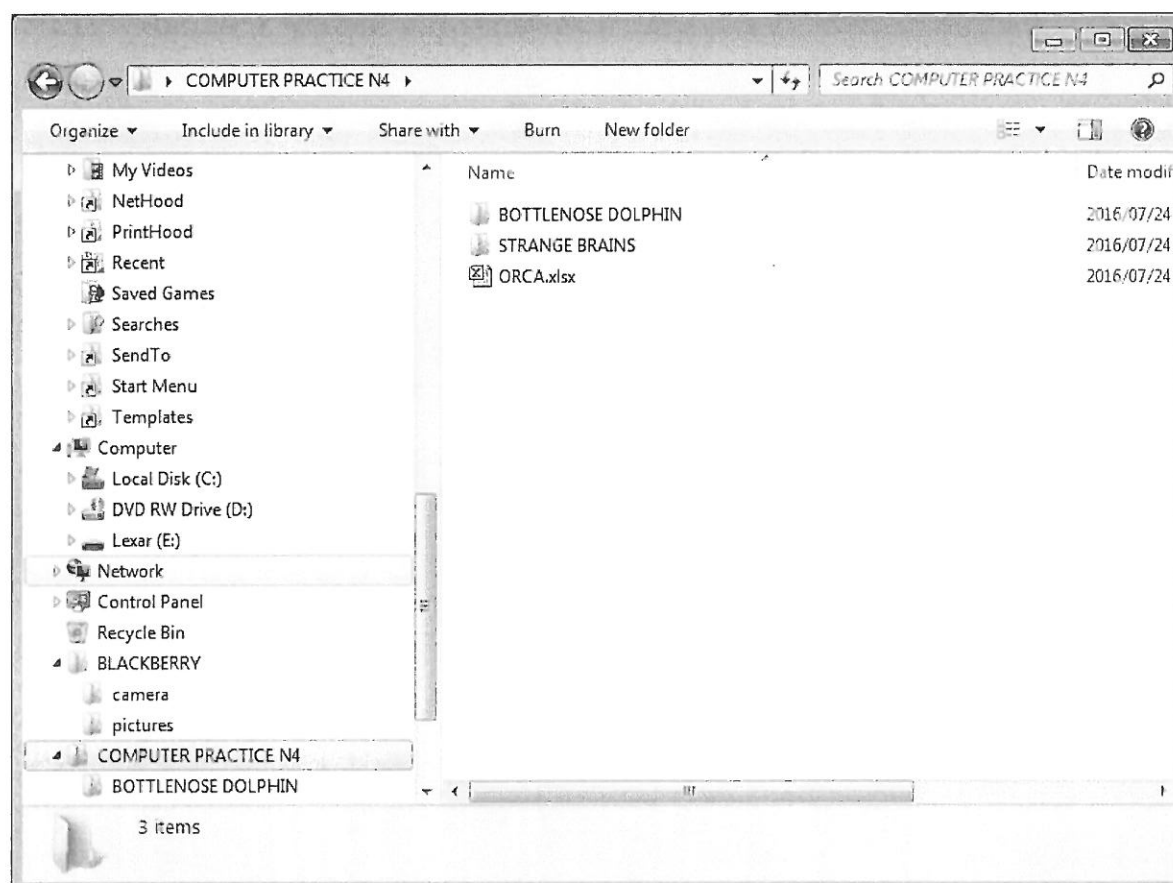 COMPUTER PRACTICE N4
Search COMPUTER PRACTICE N4
Organize Include in library Share with Burn New folder
My Videos
NetHood
PrintHood
Recent
Saved Games
Searches
SendTo
Start Menu
Templates
Computer
Local Disk (C:)
DVD RW Drive (D:)
Lexar (E:)
Network
Control Panel
Recycle Bin
BLACKBERRY
camera
pictures
COMPUTER PRACTICE N4
BOTTLENOSE DOLPHIN
Name Date modif
BOTTLENOSE DOLPHIN 2016/07/24
STRANGE BRAINS 2016/07/24
ORCA.xlsx 2016/07/24
3 items